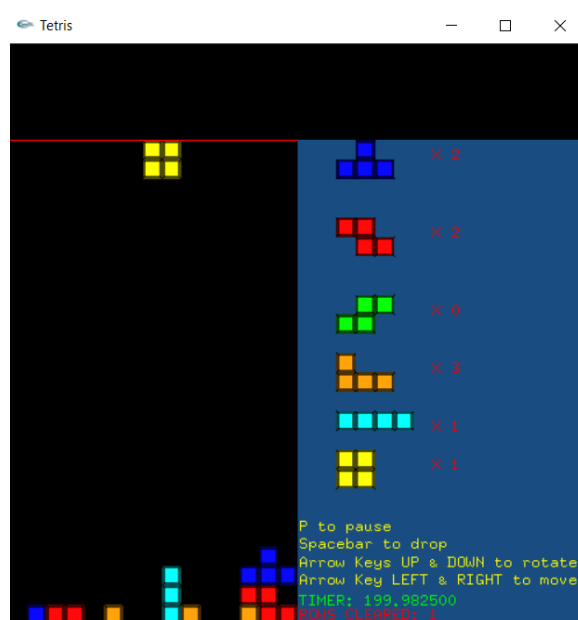 Tetris
X 2
X 2
X 0
X 3
X 1
X 1
P to pause
Spacebar to drop
Arrow Keys UP & DOWN to rotate
Arrow Key LEFT & RIGHT to move
TIMER: 199.982500
ROWS CLEARED: 1